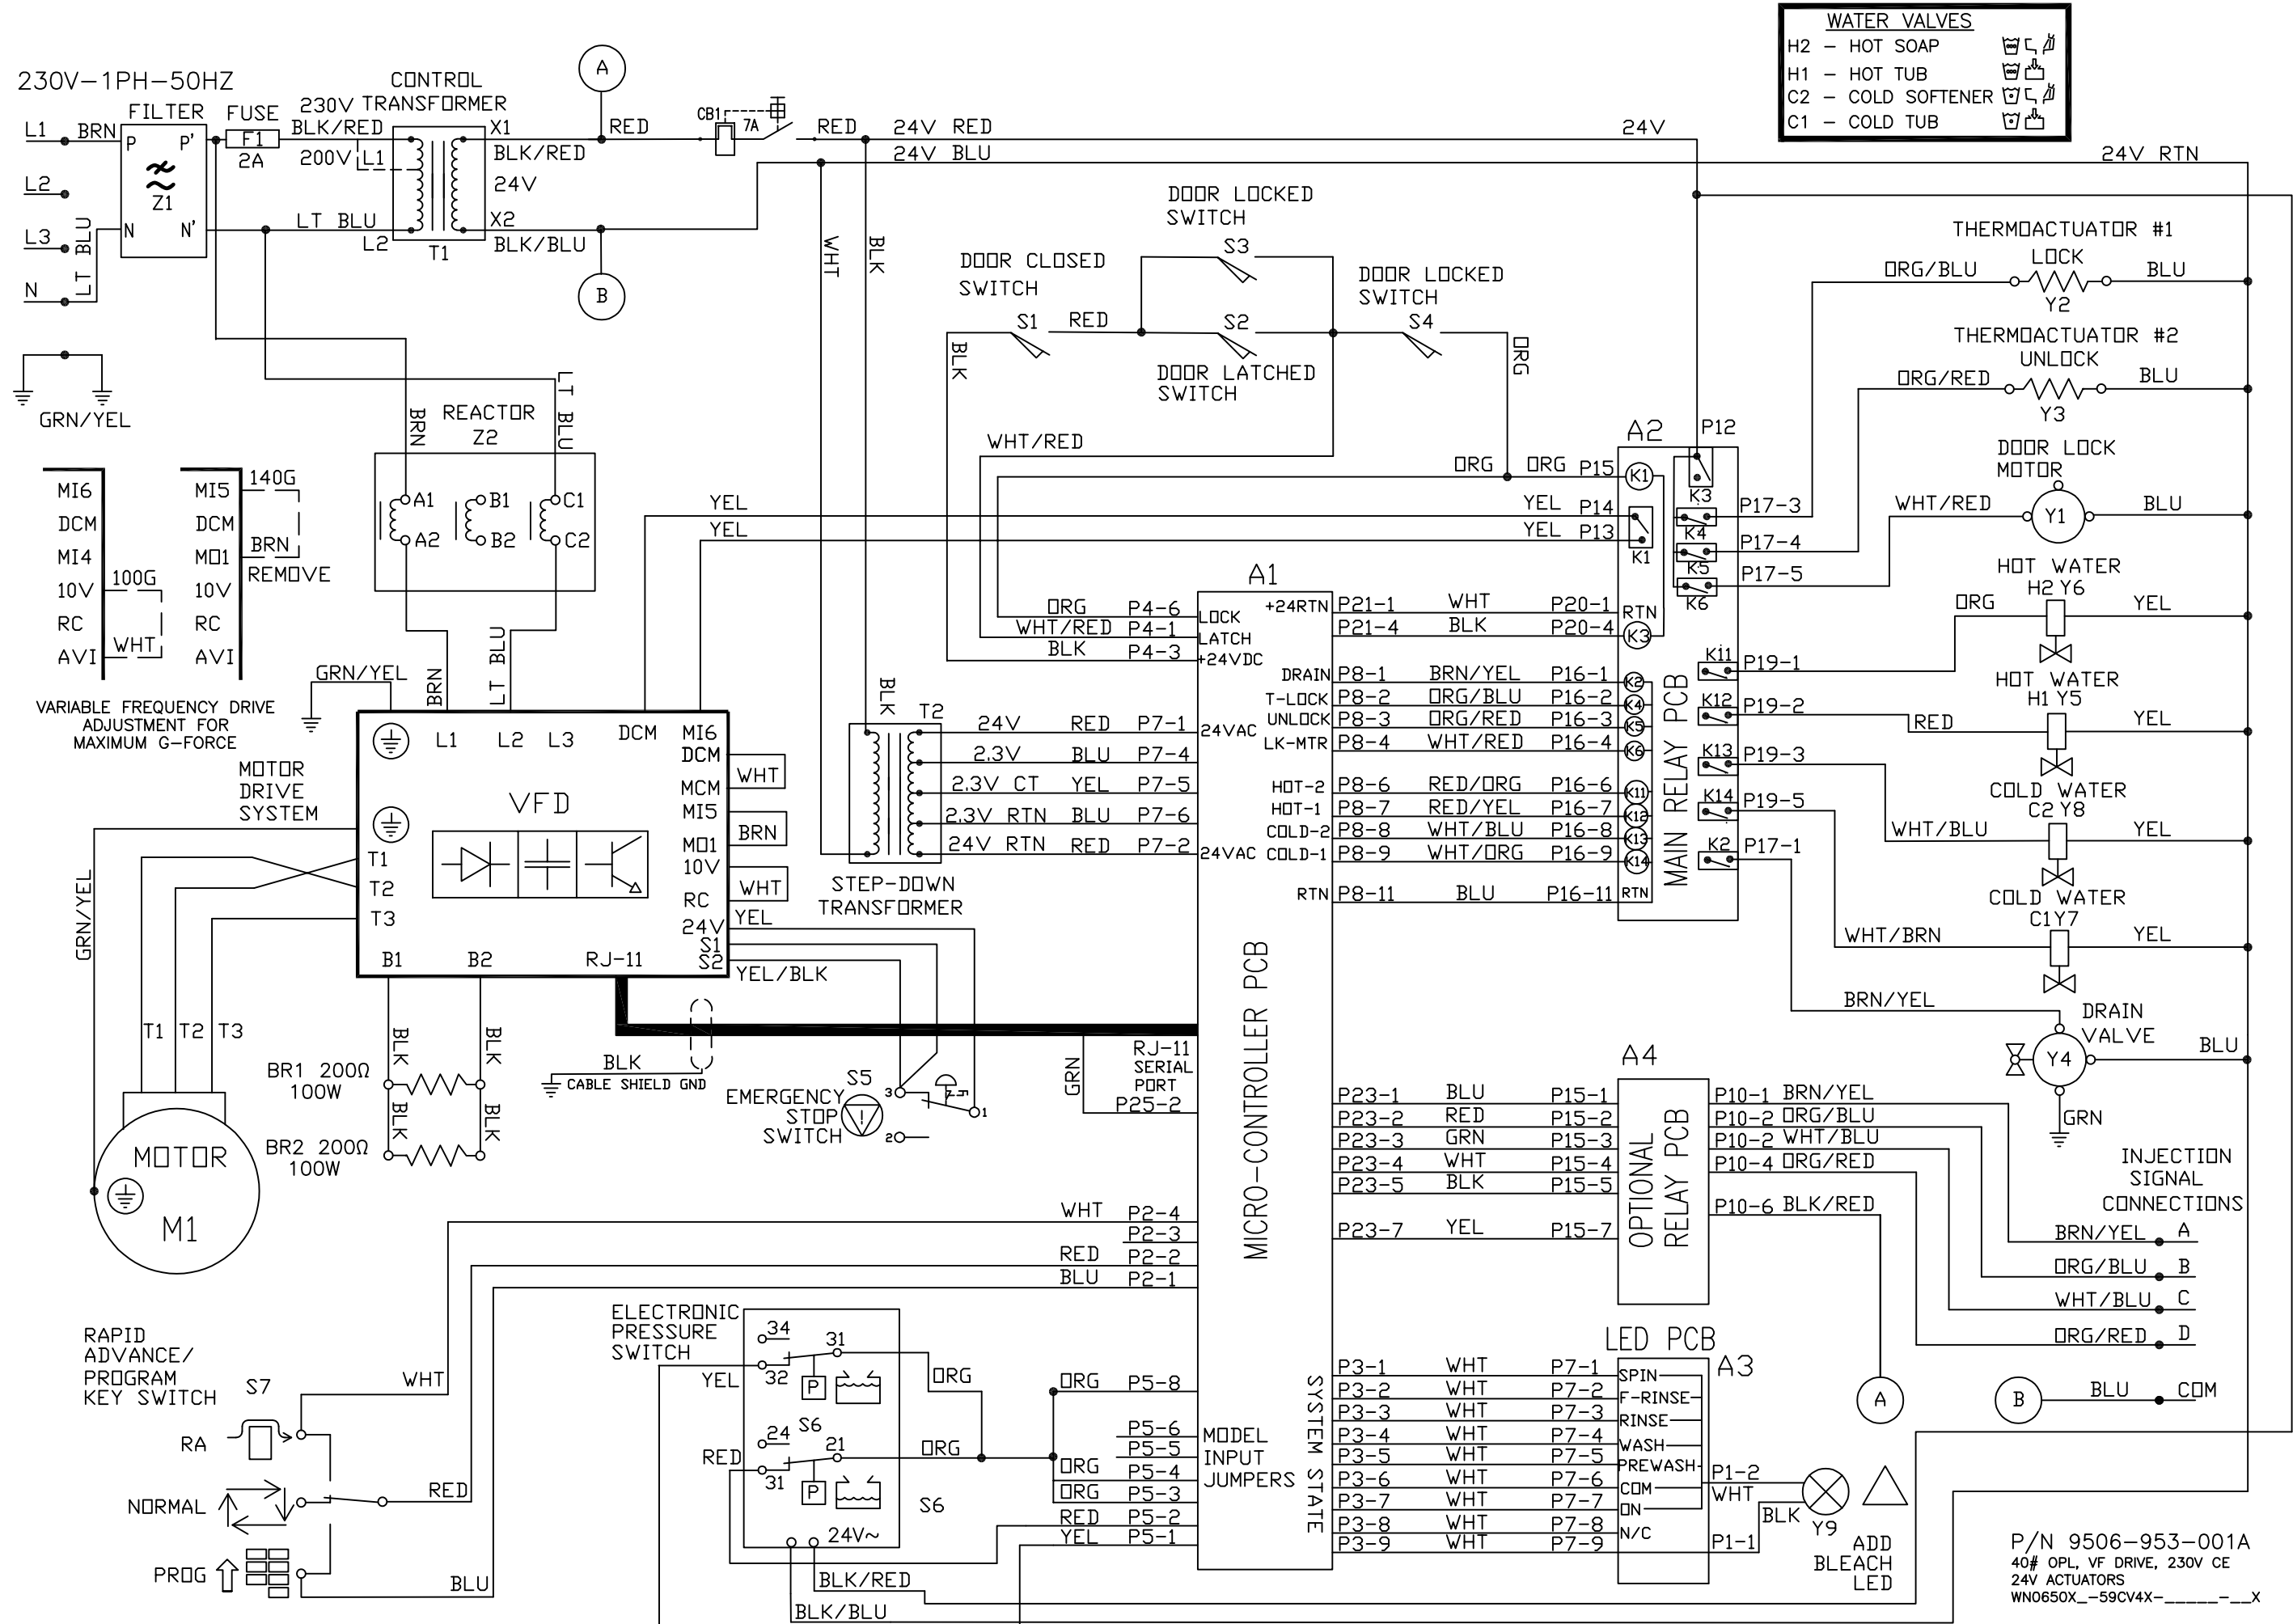 WATER VALVES
H2 – HOT SOAP
H1 – HOT TUB
C2 – COLD SOFTENER
C1 – COLD TUB
230V-1PH-50HZ
FILTER
FUSE
CONTROL
TRANSFORMER
230V
BLK/RED
200V
L1
L1
BRN
P
P'
F1
2A
Z1
L2
L3
N
LT BLU
N
N'
LT BLU
L2
T1
X1
BLK/RED
24V
X2
BLK/BLU
A
B
RED
CB1
7A
RED
24V RED
24V BLU
24V
24V RTN
GRN/YEL
WHT
BLK
DOOR LOCKED
SWITCH
S3
DOOR CLOSED
SWITCH
S1
RED
S2
DOOR LATCHED
SWITCH
DOOR LOCKED
SWITCH
S4
BLK
ORG
WHT/RED
THERMOACTUATOR #1
LOCK
ORG/BLU
Y2
BLU
THERMOACTUATOR #2
UNLOCK
ORG/RED
Y3
BLU
DOOR LOCK
MOTOR
WHT/RED
Y1
BLU
HOT WATER
H2 Y6
ORG
YEL
HOT WATER
H1 Y5
RED
YEL
COLD WATER
C2 Y8
WHT/BLU
YEL
COLD WATER
C1Y7
WHT/BRN
YEL
BRN/YEL
DRAIN
VALVE
Y4
BLU
GRN
BRN
LT BLU
REACTOR
Z2
A1
B1
C1
A2
B2
C2
MI6
DCM
MI4
10V
RC
AVI
100G
WHT
MI5
DCM
MO1
10V
RC
AVI
140G
BRN
REMOVE
VARIABLE FREQUENCY DRIVE
ADJUSTMENT FOR
MAXIMUM G-FORCE
GRN/YEL
BRN
LT BLU
MOTOR
DRIVE
SYSTEM
L1
L2
L3
DCM
MI6
DCM
MCM
MI5
MO1
10V
RC
24V
S1
S2
VFD
T1
T2
T3
B1
B2
RJ-11
WHT
BRN
WHT
YEL
YEL/BLK
GRN/YEL
T1
T2
T3
MOTOR
M1
BLK
BLK
BLK
BLK
BR1 200Ω
100W
BR2 200Ω
100W
BLK
CABLE SHIELD GND
EMERGENCY
STOP
SWITCH
S5
3
2
1
GRN
RJ-11
SERIAL
PORT
P25-2
YEL
YEL
YEL P14
YEL P13
ORG
ORG
P15
A2
P12
K1
K1
K3
K4
K5
K6
P17-3
P17-4
P17-5
K11
P19-1
K12
P19-2
K13
P19-3
K14
P19-5
K2
P17-1
MAIN RELAY PCB
A1
MICRO-CONTROLLER PCB
ORG P4-6 LOCK
WHT/RED P4-1 LATCH
BLK P4-3 +24VDC
BLK
T2
24V RED P7-1 24VAC
2.3V BLU P7-4
2.3V CT YEL P7-5
2.3V RTN BLU P7-6
24V RTN RED P7-2 24VAC
STEP-DOWN
TRANSFORMER
+24RTN P21-1 WHT P20-1 RTN
P21-4 BLK P20-4 K3
DRAIN P8-1 BRN/YEL P16-1 K2
T-LOCK P8-2 ORG/BLU P16-2 K4
UNLOCK P8-3 ORG/RED P16-3 K5
LK-MTR P8-4 WHT/RED P16-4 K6
HOT-2 P8-6 RED/ORG P16-6 K11
HOT-1 P8-7 RED/YEL P16-7 K12
COLD-2 P8-8 WHT/BLU P16-8 K13
COLD-1 P8-9 WHT/ORG P16-9 K14
RTN P8-11 BLU P16-11 RTN
A4
OPTIONAL
RELAY PCB
P23-1 BLU P15-1
P23-2 RED P15-2
P23-3 GRN P15-3
P23-4 WHT P15-4
P23-5 BLK P15-5
P23-7 YEL P15-7
P10-1 BRN/YEL
P10-2 ORG/BLU
P10-2 WHT/BLU
P10-4 ORG/RED
P10-6 BLK/RED
INJECTION
SIGNAL
CONNECTIONS
BRN/YEL A
ORG/BLU B
WHT/BLU C
ORG/RED D
A
B
BLU COM
WHT P2-4
P2-3
RED P2-2
BLU P2-1
ELECTRONIC
PRESSURE
SWITCH
34
31
32
P
YEL
ORG
S6
24
21
31
P
RED
ORG
S6
24V~
BLK/RED
BLK/BLU
ORG P5-8
P5-6
P5-5
ORG P5-4
ORG P5-3
RED P5-2
YEL P5-1
MODEL
INPUT
JUMPERS
SYSTEM STATE
LED PCB
A3
P3-1 WHT P7-1 SPIN
P3-2 WHT P7-2 F-RINSE
P3-3 WHT P7-3 RINSE
P3-4 WHT P7-4 WASH
P3-5 WHT P7-5 PREWASH
P3-6 WHT P7-6 COM
P3-7 WHT P7-7 ON
P3-8 WHT P7-8 N/C
P3-9 WHT P7-9
P1-2
WHT
BLK
P1-1
Y9
ADD
BLEACH
LED
RAPID
ADVANCE/
PROGRAM
KEY SWITCH
S7
WHT
RA
NORMAL
RED
PROG
BLU
P/N 9506-953-001A
40# OPL, VF DRIVE, 230V CE
24V ACTUATORS
WN0650X_-59CV4X-_____-__X